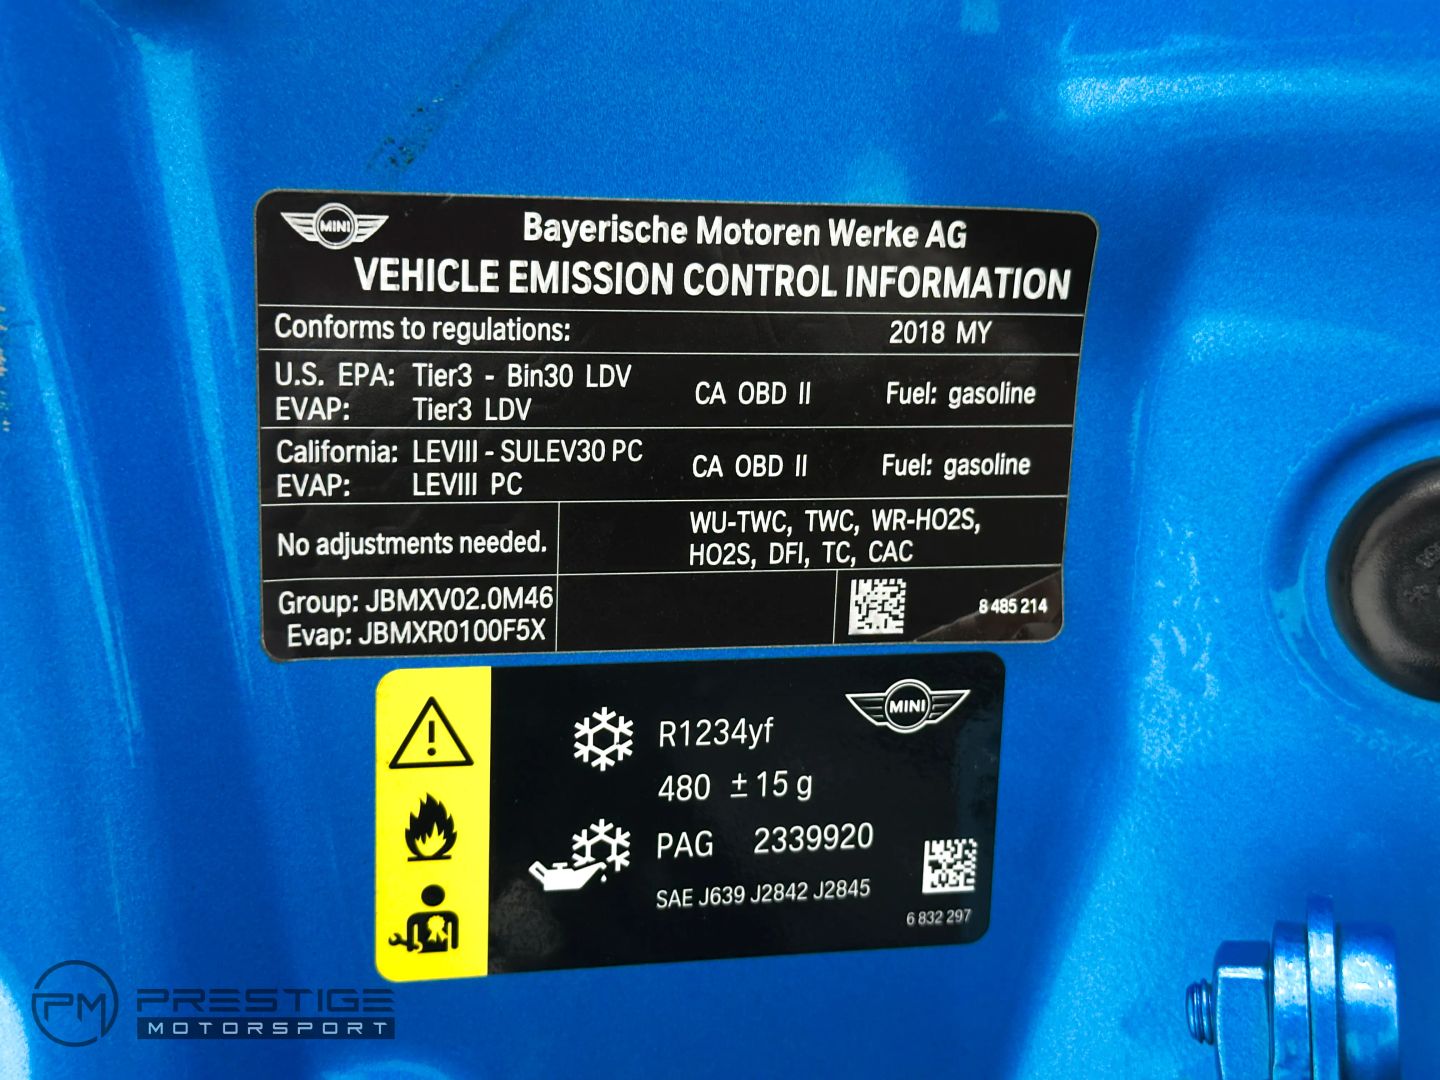 MINI
Bayerische Motoren Werke AG
VEHICLE EMISSION CONTROL INFORMATION
Conforms to regulations: 2018 MY
U.S. EPA: Tier3 - Bin30 LDV
EVAP: Tier3 LDV
CA OBD II Fuel: gasoline
California: LEVIII - SULEV30 PC
EVAP: LEVIII PC
CA OBD II Fuel: gasoline
No adjustments needed.
WU-TWC, TWC, WR-HO2S,
HO2S, DFI, TC, CAC
Group: JBMXV02.0M46
Evap: JBMXR0100F5X
8 485 214
MINI
R1234yf
480 ± 15 g
PAG 2339920
SAE J639 J2842 J2845
6 832 297
PM PRESTIGE
MOTORSPORT